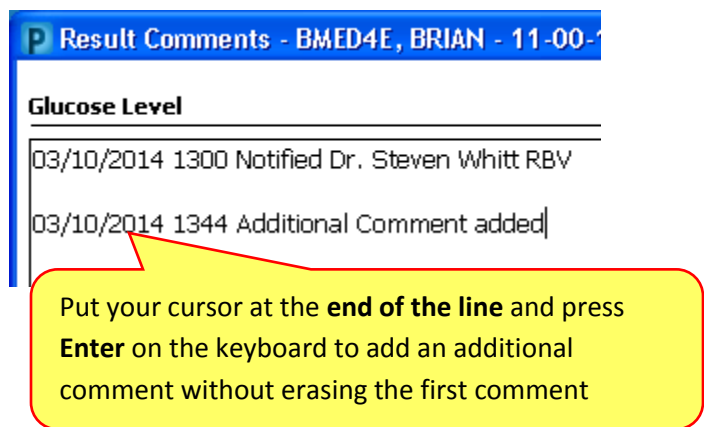 P Result Comments - BMED4E, BRIAN - 11-00-
Glucose Level
03/10/2014 1300 Notified Dr. Steven Whitt RBV
03/10/2014 1344 Additional Comment added
Put your cursor at the end of the line and press
Enter on the keyboard to add an additional
comment without erasing the first comment